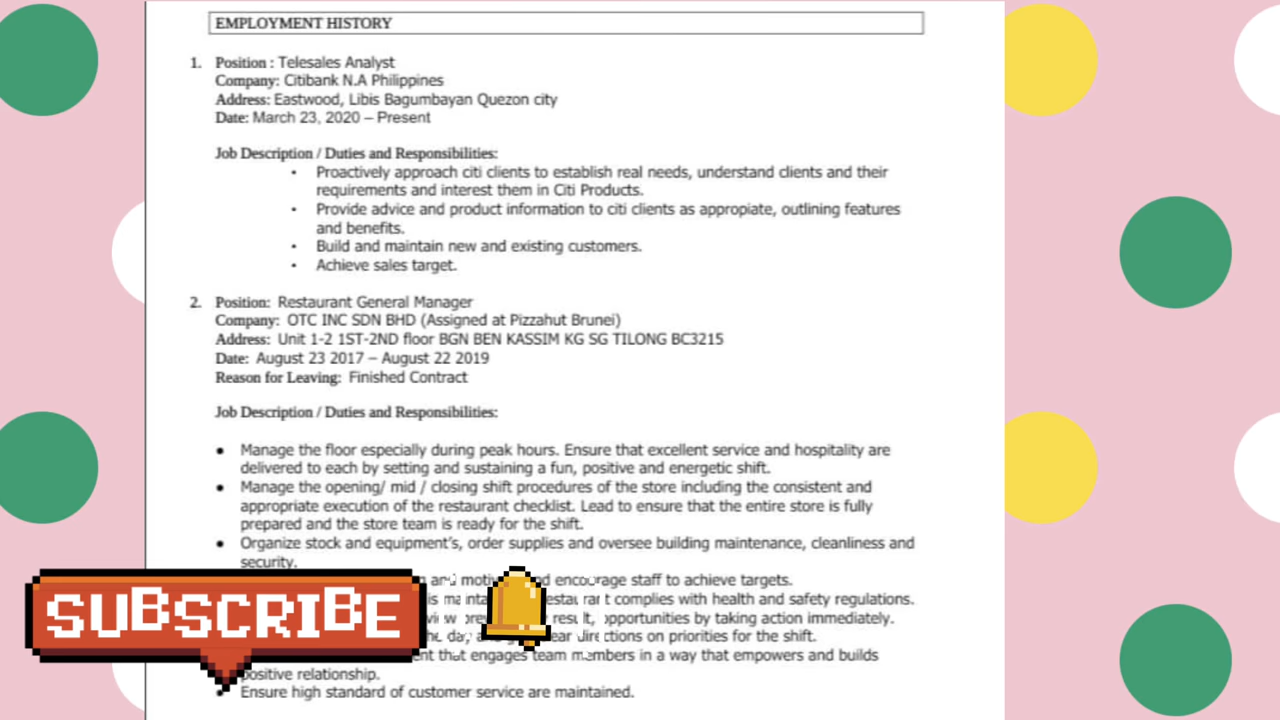 EMPLOYMENT HISTORY
1. Position : Telesales Analyst
Company: Citibank N.A Philippines
Address: Eastwood, Libis Bagumbayan Quezon city
Date: March 23, 2020 – Present
Job Description / Duties and Responsibilities:
• Proactively approach citi clients to establish real needs, understand clients and their
requirements and interest them in Citi Products.
• Provide advice and product information to citi clients as appropiate, outlining features
and benefits.
• Build and maintain new and existing customers.
• Achieve sales target.
2. Position: Restaurant General Manager
Company: OTC INC SDN BHD (Assigned at Pizzahut Brunei)
Address: Unit 1-2 1ST-2ND floor BGN BEN KASSIM KG SG TILONG BC3215
Date: August 23 2017 – August 22 2019
Reason for Leaving: Finished Contract
Job Description / Duties and Responsibilities:
• Manage the floor especially during peak hours. Ensure that excellent service and hospitality are
delivered to each by setting and sustaining a fun, positive and energetic shift.
• Manage the opening/ mid / closing shift procedures of the store including the consistent and
appropriate execution of the restaurant checklist. Lead to ensure that the entire store is fully
prepared and the store team is ready for the shift.
• Organize stock and equipment's, order supplies and oversee building maintenance, cleanliness and
security.
and encourage staff to achieve targets.
is complies with health and safety regulations.
result, opportunities by taking action immediately.
day directions on priorities for the shift.
that engages team members in a way that empowers and builds
positive relationship.
• Ensure high standard of customer service are maintained.
SUBSCRIBE